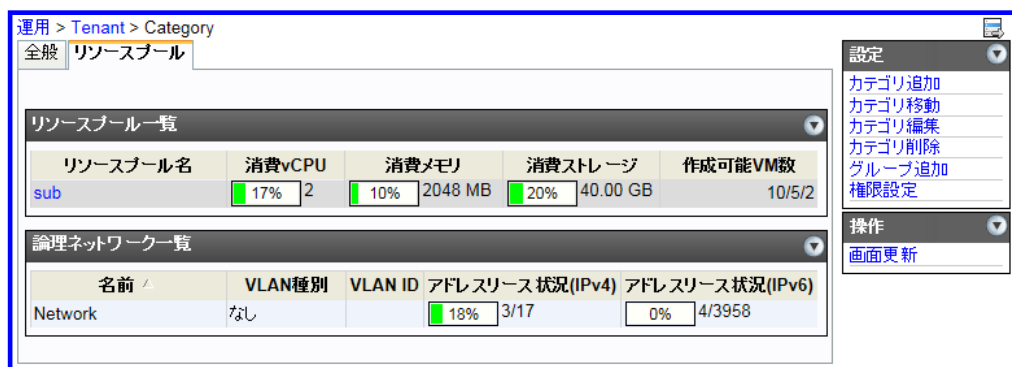 運用 > Tenant > Category
全般 リソースプール
リソースプール一覧
リソースプール名 消費vCPU 消費メモリ 消費ストレージ 作成可能VM数
sub 17% 2 10% 2048 MB 20% 40.00 GB 10/5/2
論理ネットワーク一覧
名前 VLAN種別 VLAN ID アドレスリース状況(IPv4) アドレスリース状況(IPv6)
Network なし 18% 3/17 0% 4/3958
設定
カテゴリ追加
カテゴリ移動
カテゴリ編集
カテゴリ削除
グループ追加
権限設定
操作
画面更新